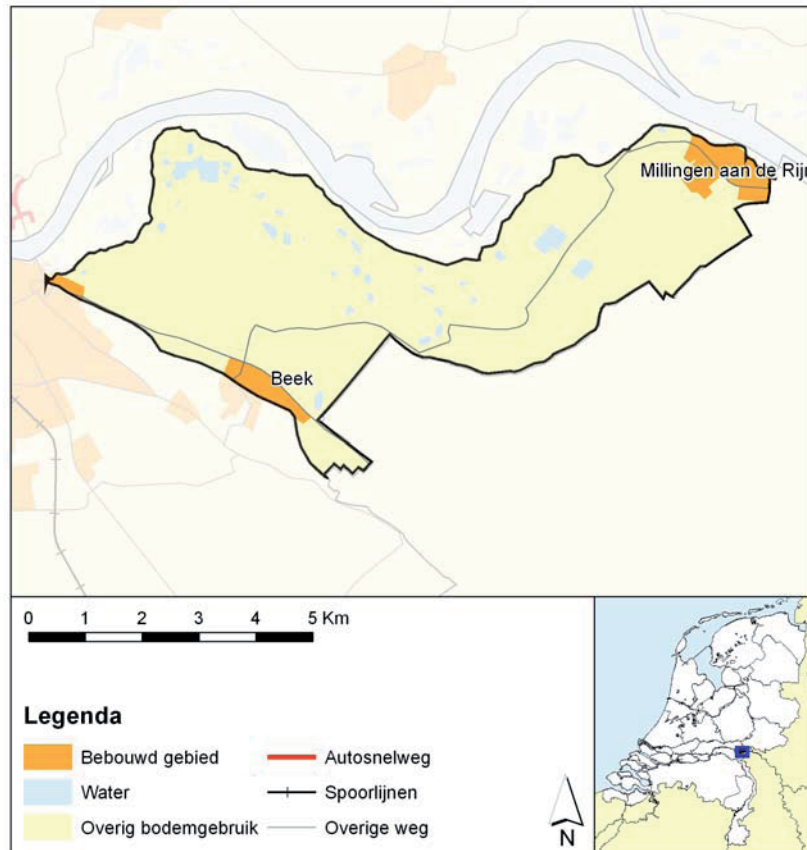 Millingen aan de Rijn
Beek
0 1 2 3 4 5 Km
Legenda
Bebouwd gebied
Autosnelweg
Water
Spoorlijnen
Overig bodemgebruik
Overige weg
N